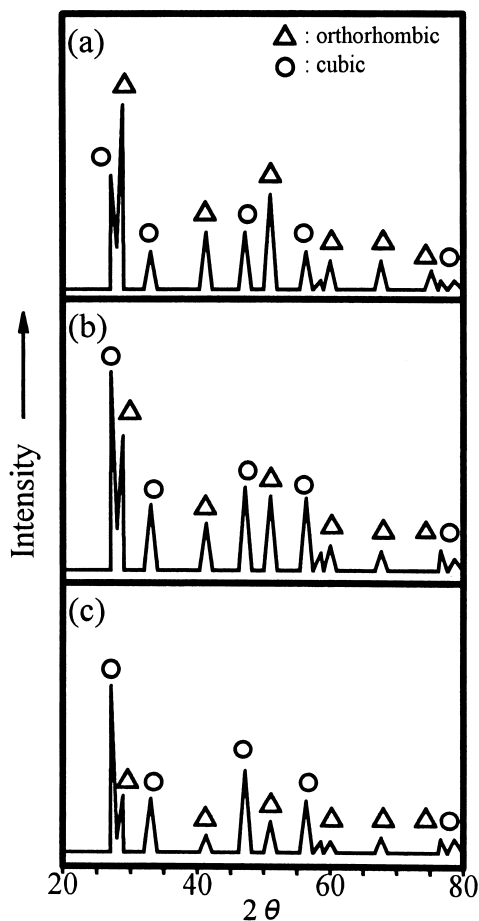 (a)
△ : orthorhombic
○ : cubic
(b)
(c)
Intensity
20 40 60 80
2 θ